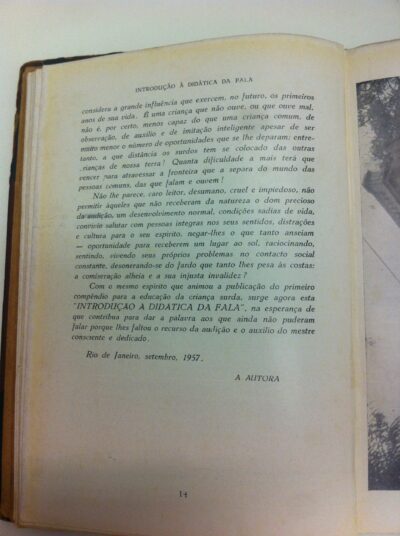 INTRODUÇÃO À DIDÁTICA DA FALA
considera a grande influência que exercem, no futuro, os primeiros
anos de sua vida. E uma criança que não ouve, ou que ouve mal,
não é, por certo, menos capaz do que uma criança comum, de
observação, de auxílio e de imitação inteligente apesar de ser
muito menor o número de oportunidades que se lhe deparam; entre-
tanto, a que distância os surdos tem se colocado das outras
crianças de nossa terra! Quanta dificuldade a mais terá que
vencer para atravessar a fronteira que a separa do mundo das
pessoas comuns, das que falam e ouvem!
Não lhe parece, caro leitor, desumano, cruel e impiedoso, não
permitir àqueles que não receberam da natureza o dom precioso
da audição, um desenvolvimento normal, condições sadias de vida,
convívio salutar com pessoas íntegras nos seus sentidos, distrações
e cultura para o seu espírito, negar-lhes o que tanto anseiam
— oportunidade para receberem um lugar ao sol, raciocinando,
sentindo, vivendo seus próprios problemas no contacto social
constante, desonerando-se do fardo que tanto lhes pesa às costas:
a comiseração alheia e a sua injusta invalidez?
Com o mesmo espírito que animou a publicação do primeiro
compêndio para a educação da criança surda, surge agora esta
"INTRODUÇÃO À DIDÁTICA DA FALA", na esperança de
que contribua para dar a palavra aos que ainda não puderam
falar porque lhes faltou o recurso da audição e o auxílio do mestre
consciente e dedicado.
Rio de Janeiro, setembro, 1957.
A AUTORA
14